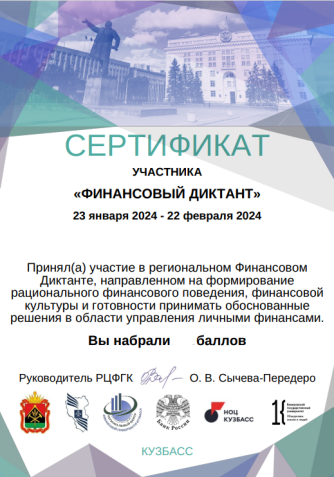 СЕРТИФИКАТ
УЧАСТНИКА
«ФИНАНСОВЫЙ ДИКТАНТ»
23 января 2024 - 22 февраля 2024
Принял(а) участие в региональном Финансовом
Диктанте, направленном на формирование
рационального финансового поведения, финансовой
культуры и готовности принимать обоснованные
решения в области управления личными финансами.
Вы набрали баллов
Руководитель РЦФГК О. В. Сычева-Передеро
Банк России
НОЦ
КУЗБАСС
КУЗБАСС